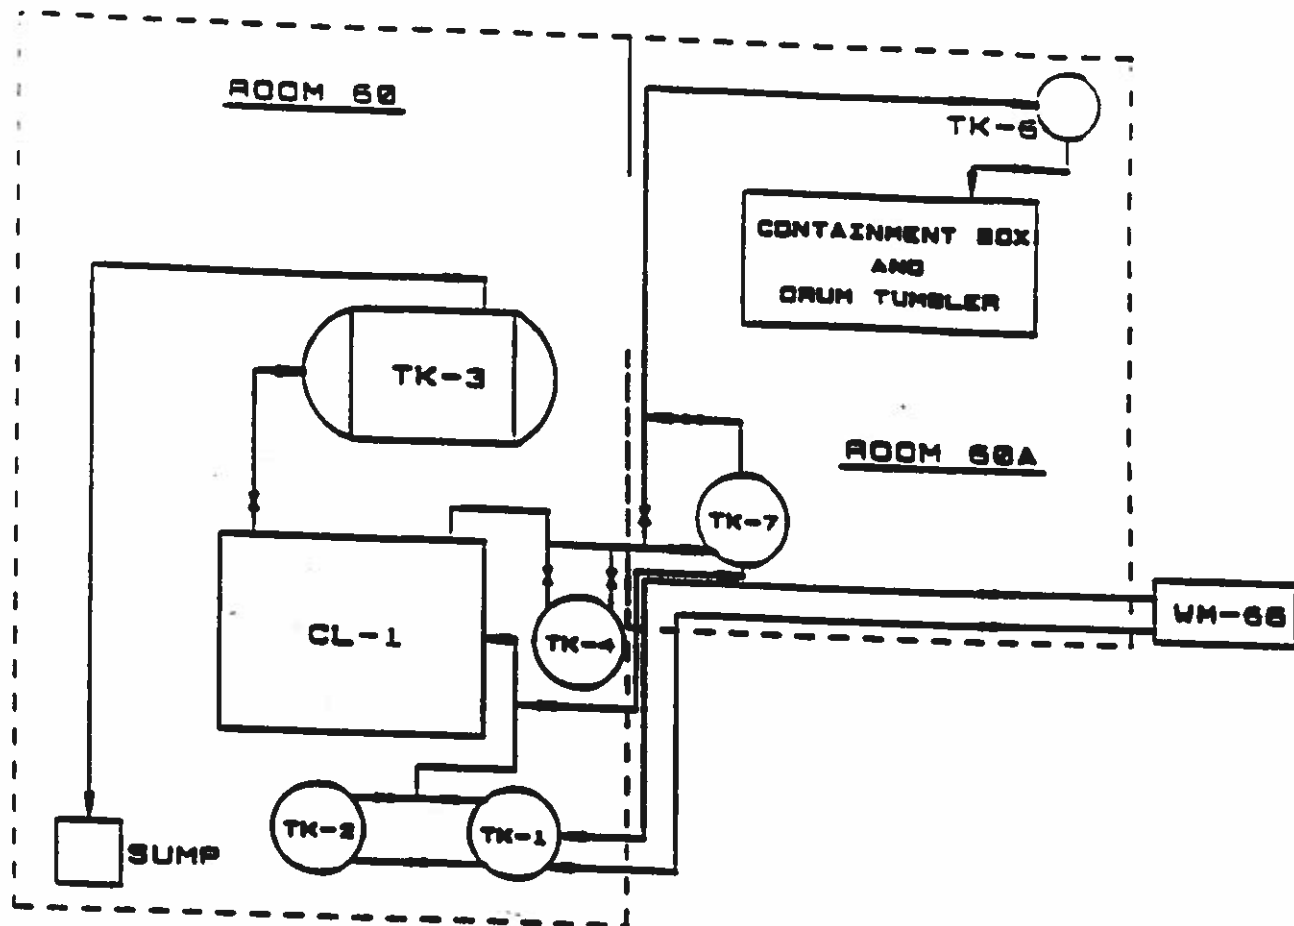 ROOM 60
TK-6
CONTAINMENT BOX
AND
DRUM TUMBLER
TK-3
ROOM 60A
TK-7
CL-1
TK-4
WM-66
TK-2
TK-1
SUMP